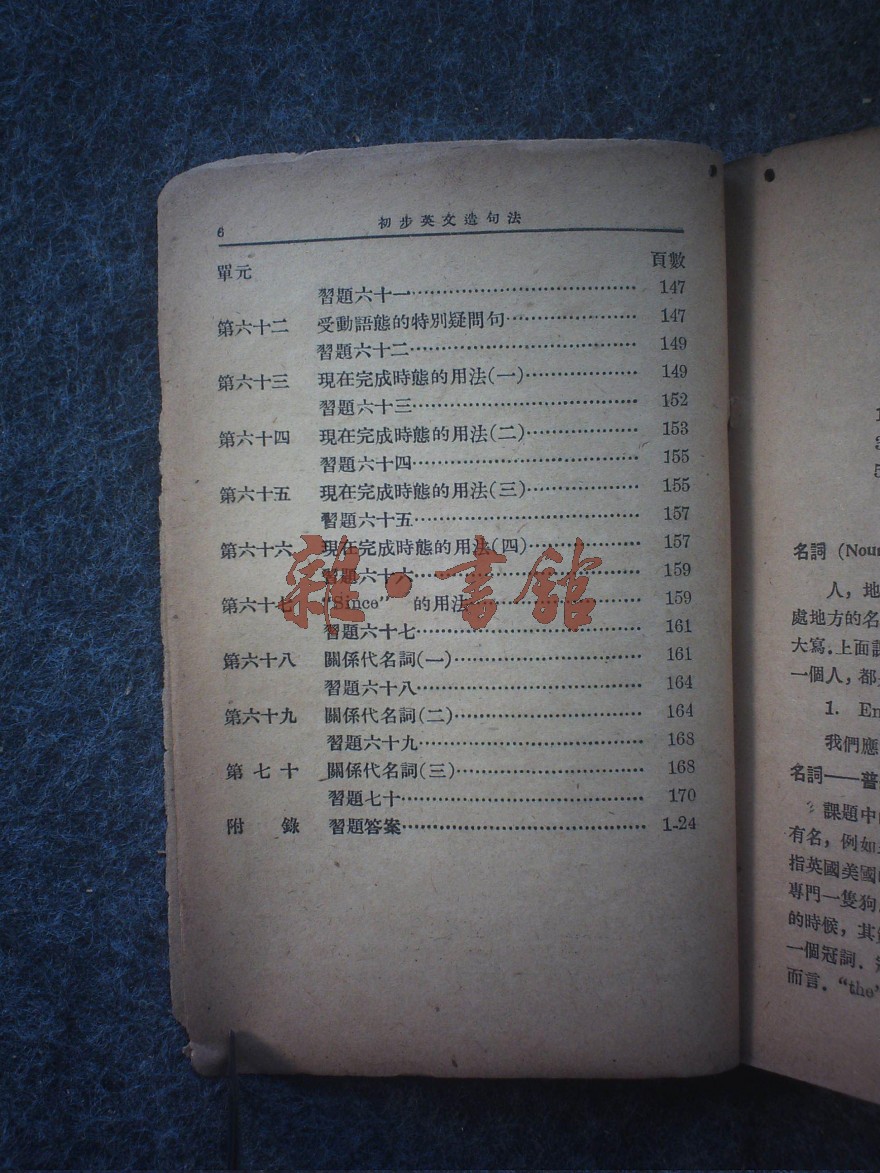 6 初步英文造句法
單元 頁數
習題六十一 147
第六十二 受動語態的特別疑問句 147
習題六十二 149
第六十三 現在完成時態的用法(一) 149
習題六十三 152
第六十四 現在完成時態的用法(二) 153
習題六十四 155
第六十五 現在完成時態的用法(三) 155
習題六十五 157
第六十六 現在完成時態的用法(四) 157
習題六十六 159
第六十七 “Since” 的用法 159
習題六十七 161
第六十八 關係代名詞(一) 161
習題六十八 164
第六十九 關係代名詞(二) 164
習題六十九 168
第七十 關係代名詞(三) 168
習題七十 170
附錄 習題答案 1-24
雜·書館
名詞 (Noun
人，地
處地方的名
大寫．上面課
一個人，都
1. En
我們應
名詞——普
課題中
有名，例如
指英國美國
專門一隻狗
的時候，其
一個冠詞．
而言．“the”